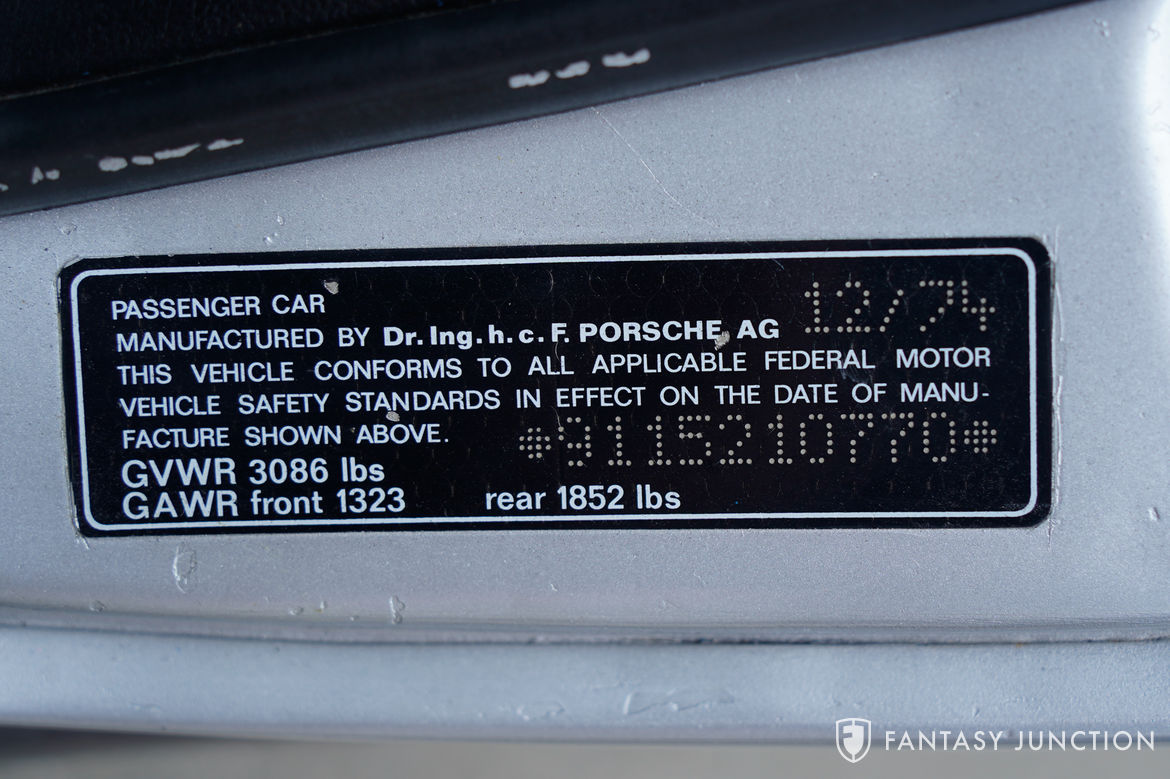 PASSENGER CAR
MANUFACTURED BY Dr.Ing.h.c.F. PORSCHE AG 12/74
THIS VEHICLE CONFORMS TO ALL APPLICABLE FEDERAL MOTOR
VEHICLE SAFETY STANDARDS IN EFFECT ON THE DATE OF MANU-
FACTURE SHOWN ABOVE. *9115210770*
GVWR 3086 lbs
GAWR front 1323 rear 1852 lbs
FANTASY JUNCTION